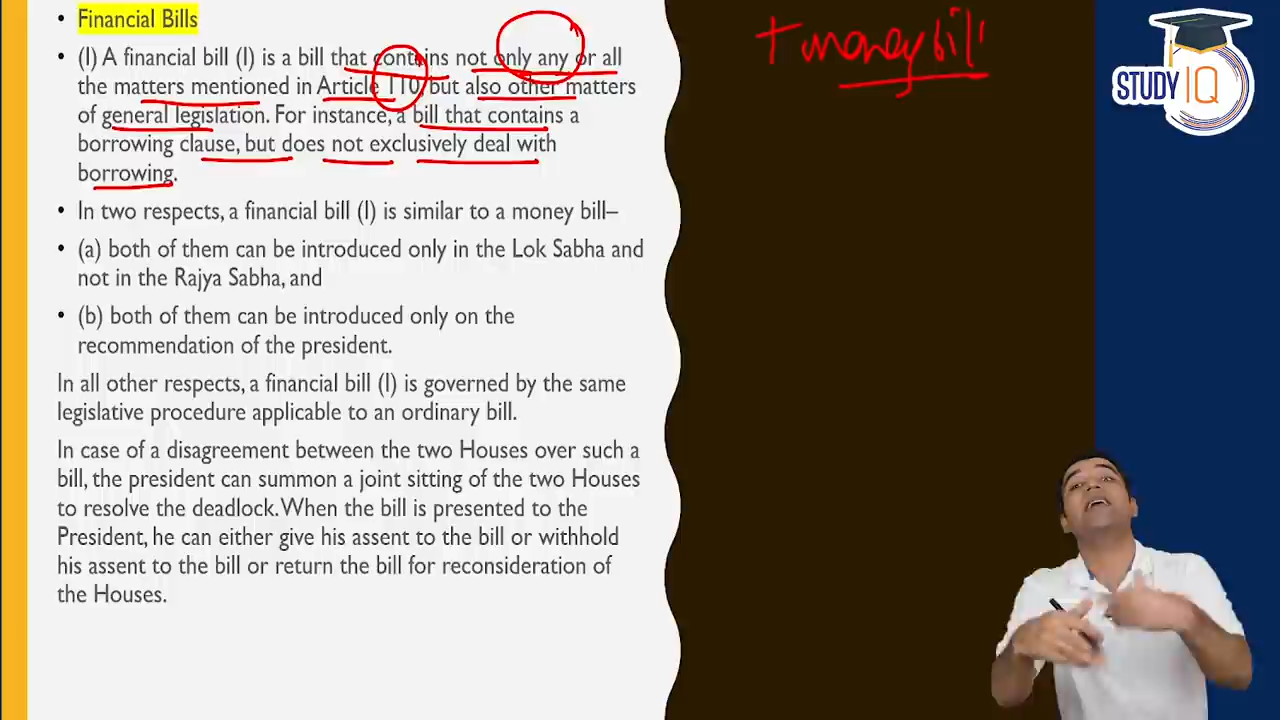 • Financial Bills
• (I) A financial bill (I) is a bill that contains not only any or all
the matters mentioned in Article 110, but also other matters
of general legislation. For instance, a bill that contains a
borrowing clause, but does not exclusively deal with
borrowing.
• In two respects, a financial bill (I) is similar to a money bill–
• (a) both of them can be introduced only in the Lok Sabha and
not in the Rajya Sabha, and
• (b) both of them can be introduced only on the
recommendation of the president.
In all other respects, a financial bill (I) is governed by the same
legislative procedure applicable to an ordinary bill.
In case of a disagreement between the two Houses over such a
bill, the president can summon a joint sitting of the two Houses
to resolve the deadlock. When the bill is presented to the
President, he can either give his assent to the bill or withhold
his assent to the bill or return the bill for reconsideration of
the Houses.
+ money bill
STUDY IQ